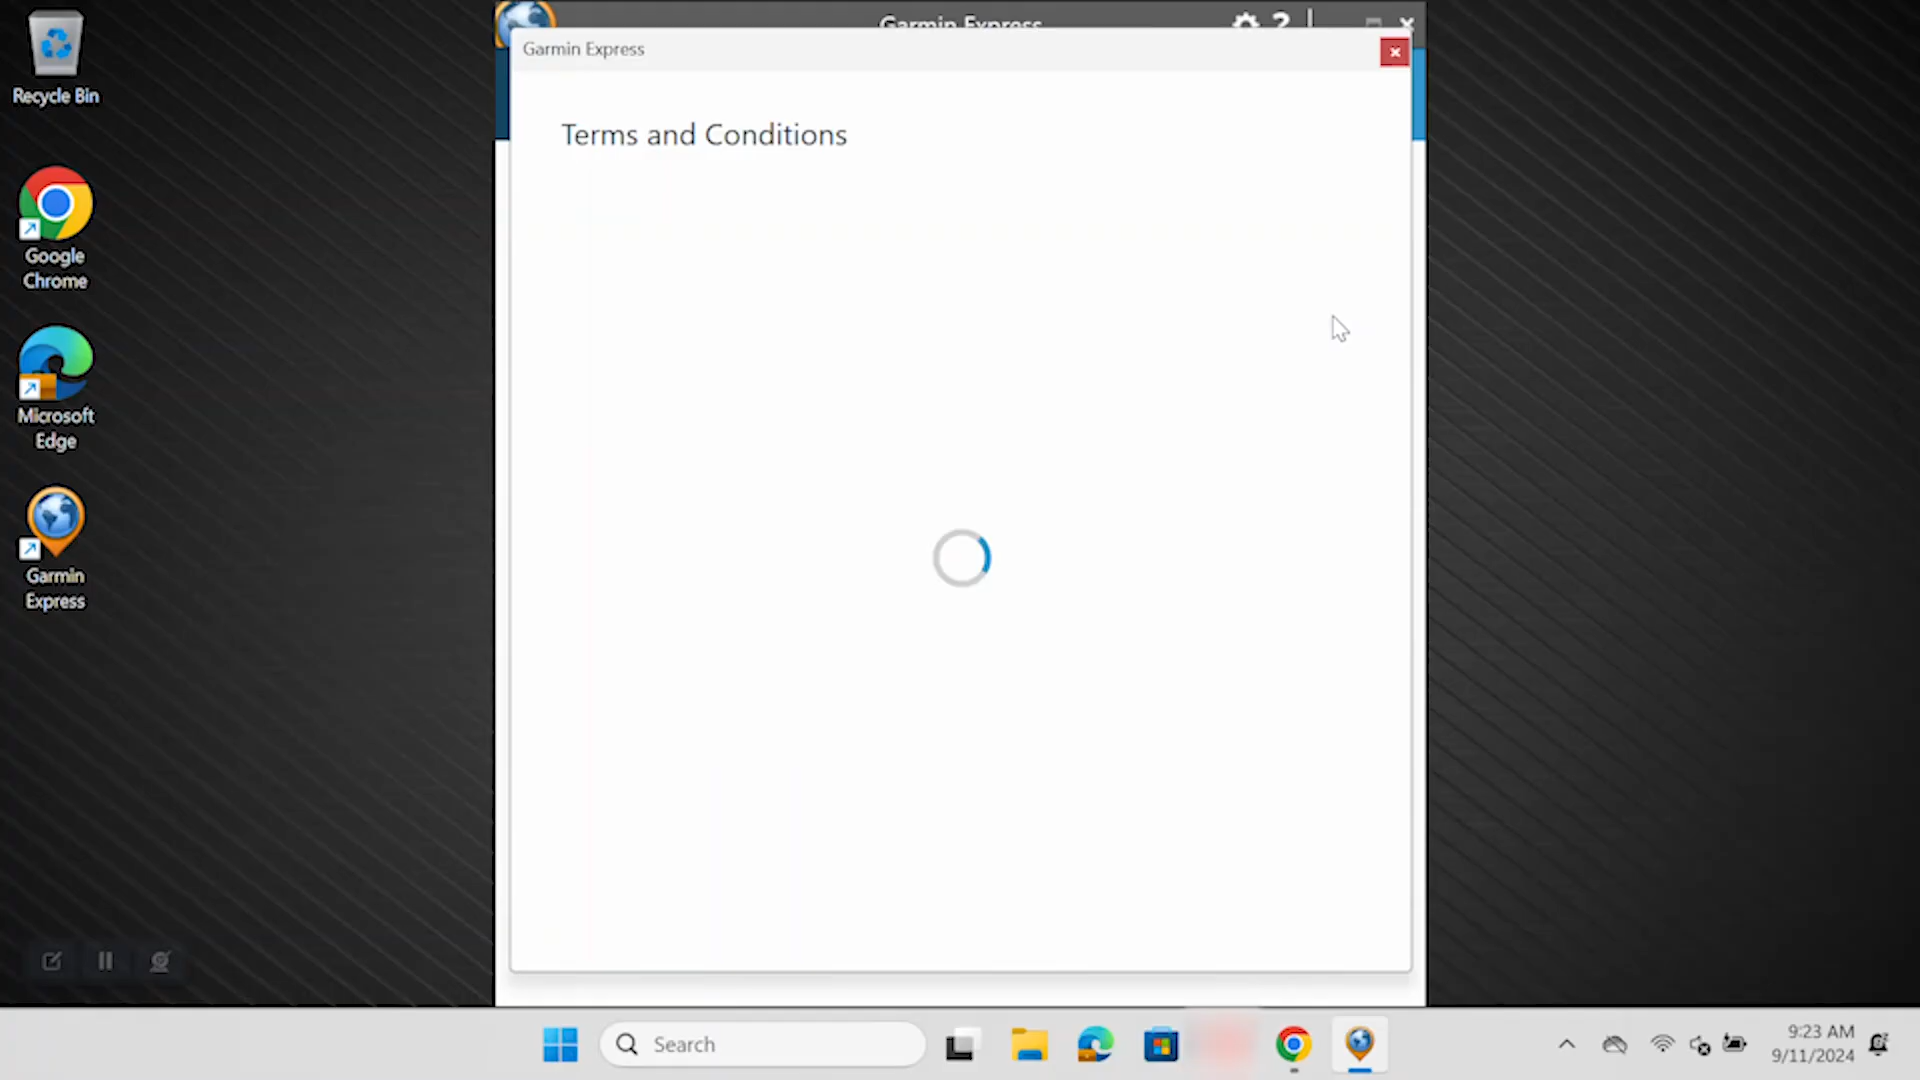 Recycle Bin
Google
Chrome
Microsoft
Edge
Garmin
Express
Garmin Express
Garmin Express
Terms and Conditions
Search
9:23 AM
9/11/2024